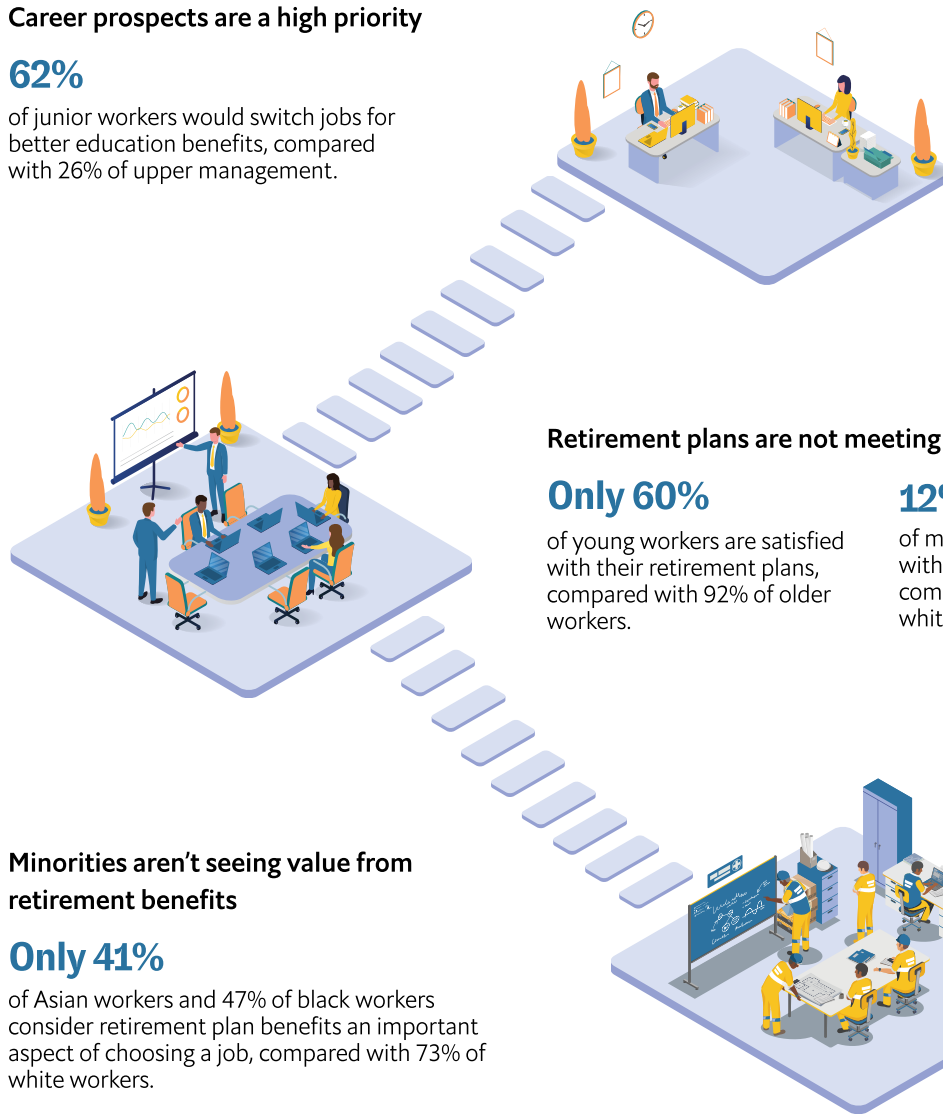 Career prospects are a high priority
62%
of junior workers would switch jobs for
better education benefits, compared
with 26% of upper management.
Retirement plans are not meeting
Only 60%
of young workers are satisfied
with their retirement plans,
compared with 92% of older
workers.
12
of
with
Minorities aren’t seeing value from
retirement benefits
Only 41%
of Asian workers and 47% of black workers
consider retirement plan benefits an important
aspect of choosing a job, compared with 73% of
white workers.